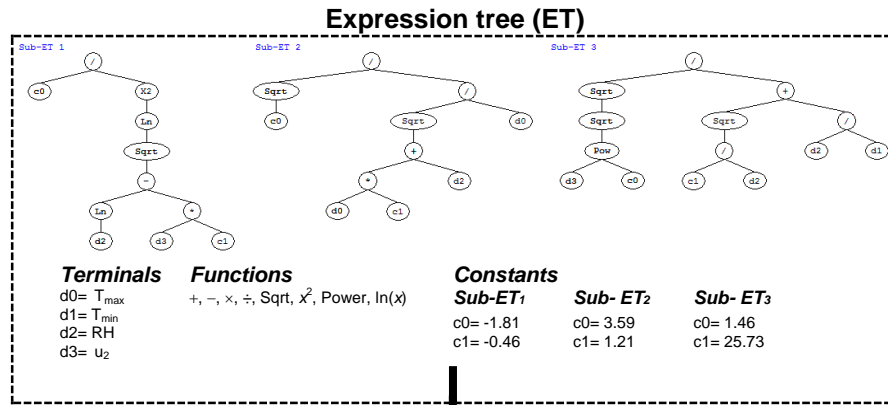 Expression tree (ET)
Sub-ET 1
Sub-ET 2
Sub-ET 3
/
c0 X2
Ln
Sqrt
-
Ln *
d2 d3 c1
/
Sqrt /
c0 Sqrt d0
+
* d2
d0 c1
/
Sqrt +
Sqrt Sqrt /
Pow / d2 d1
d3 c0 c1 d2
Terminals
d0= Tmax
d1= Tmin
d2= RH
d3= u2
Functions
+, −, ×, ÷, Sqrt, x², Power, ln(x)
Constants
Sub-ET1 Sub- ET2 Sub- ET3
c0= -1.81 c0= 3.59 c0= 1.46
c1= -0.46 c1= 1.21 c1= 25.73